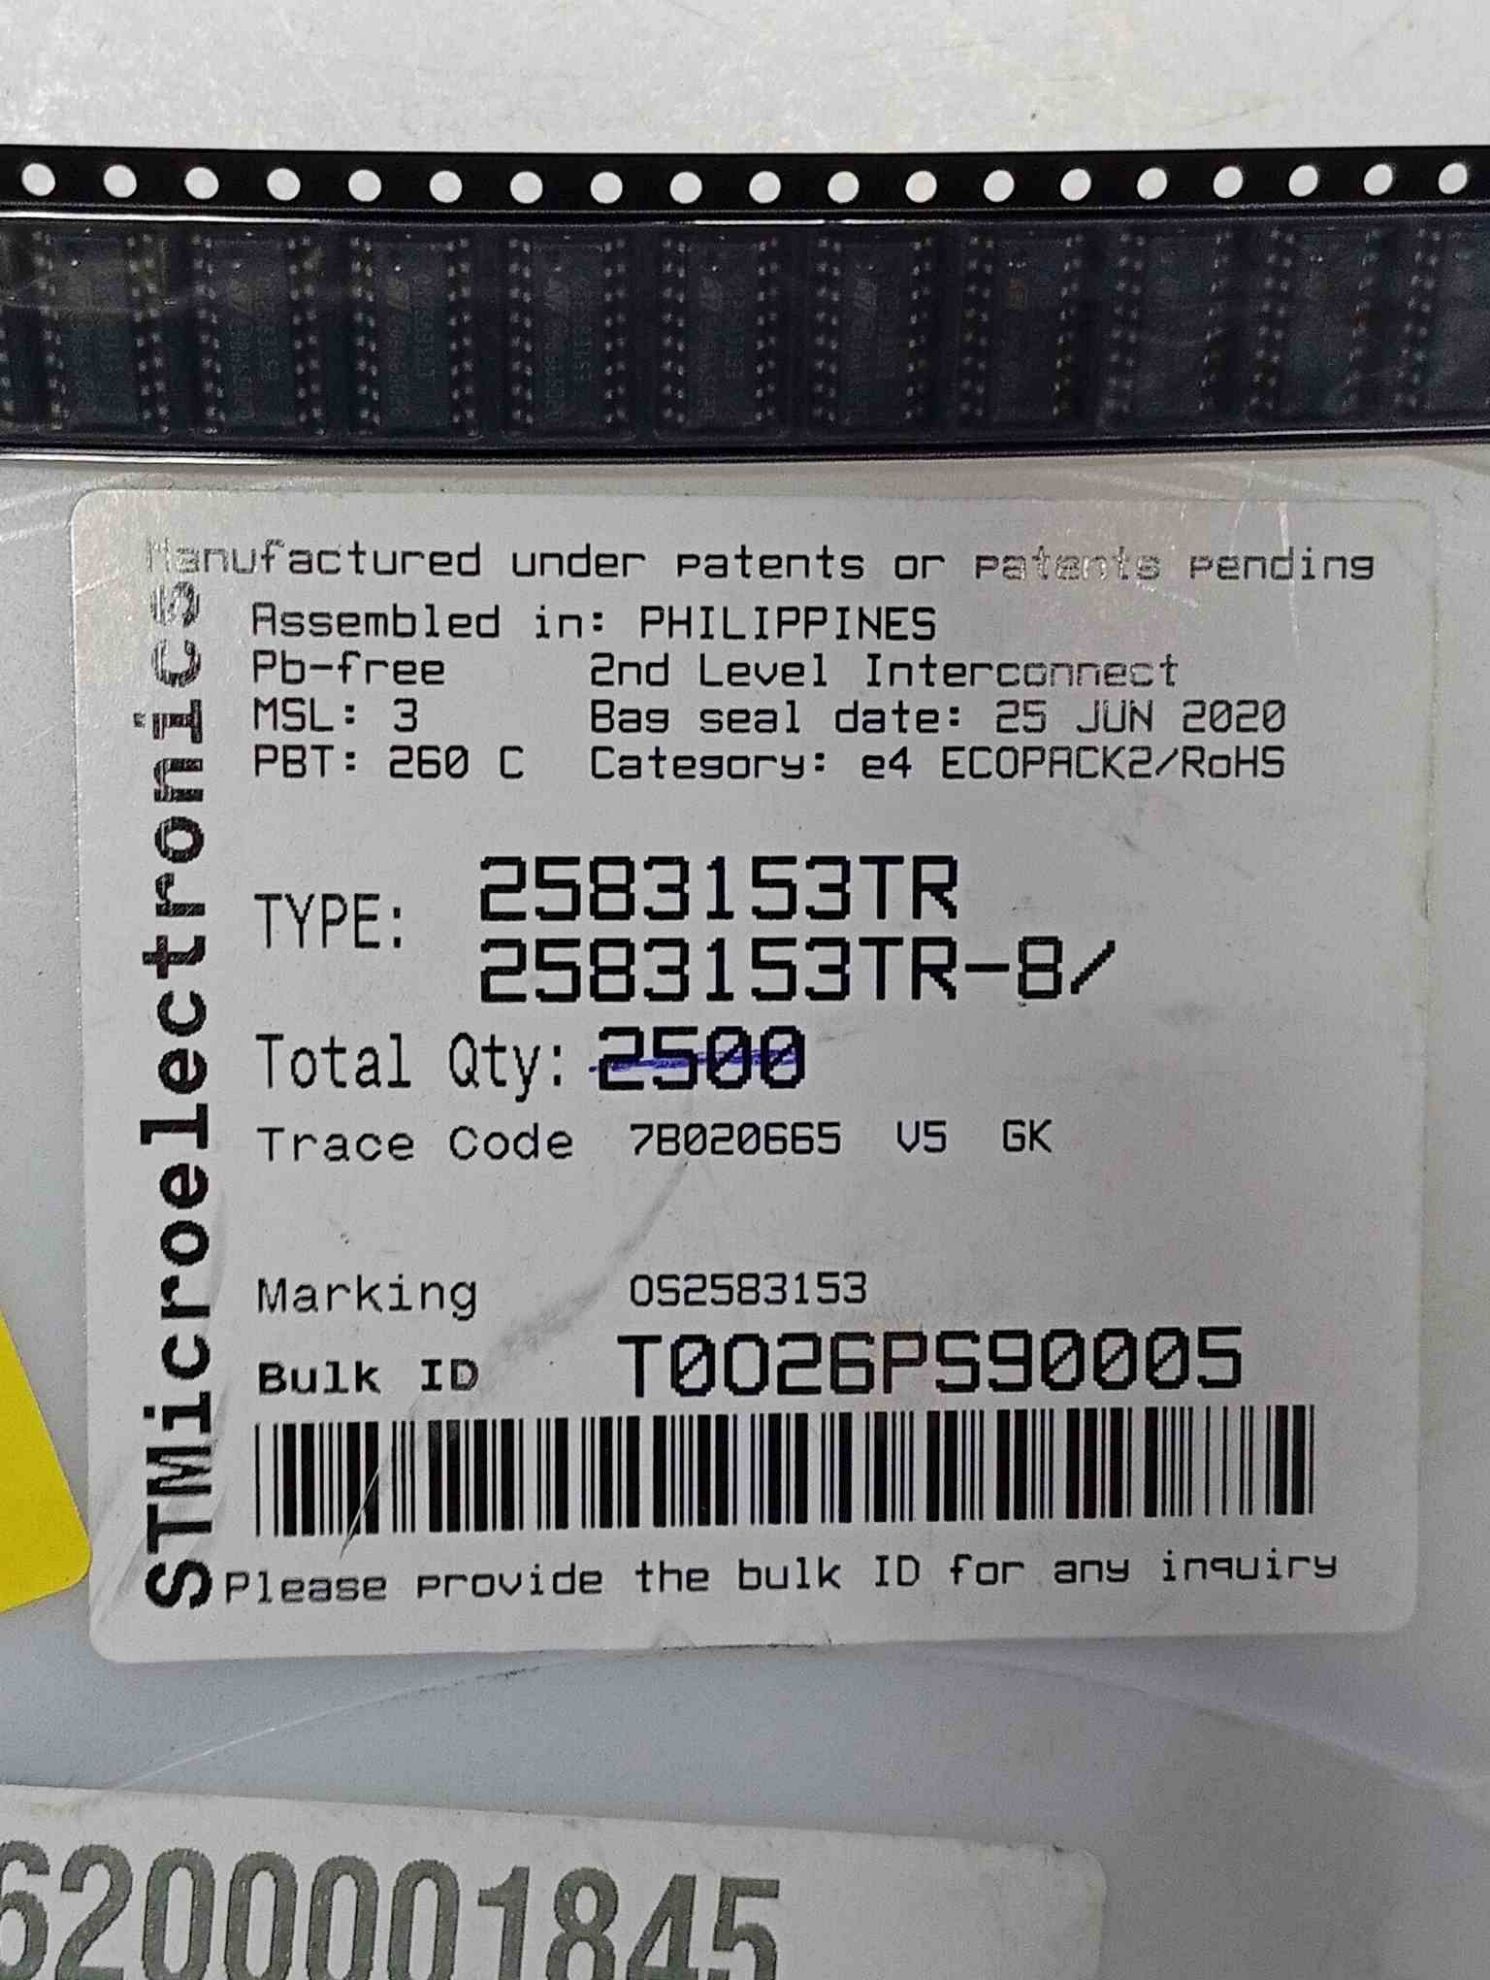 Manufactured under patents or patents pending
Assembled in: PHILIPPINES
Pb-free 2nd Level Interconnect
MSL: 3 Bag seal date: 25 JUN 2020
PBT: 260 C Category: e4 ECOPACK2/RoHS
TYPE: 2583153TR
2583153TR-8/
Total Qty: 2500
Trace Code 7B020665 V5 GK
Marking OS2583153
Bulk ID T0O26PS90005
Please provide the bulk ID for any inquiry
STMicroelectronics
6200001845